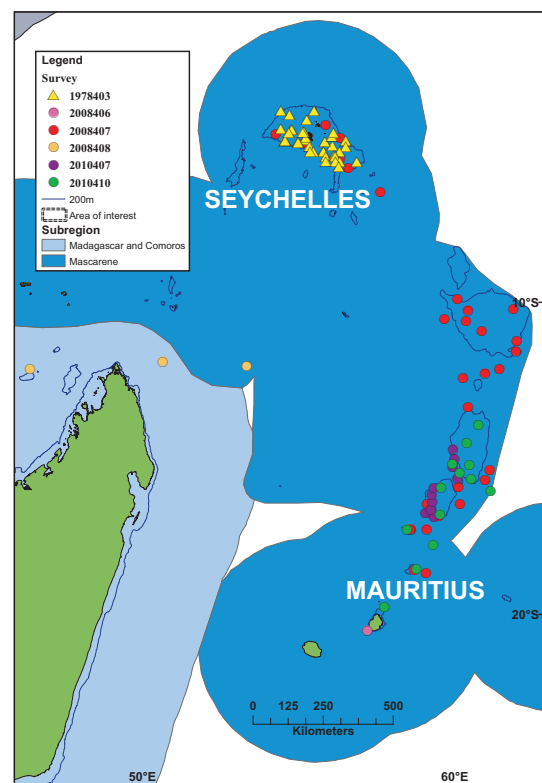 Legend
Survey
1978403
2008406
2008407
2008408
2010407
2010410
200m
Area of interest
Subregion
Madagascar and Comoros
Mascarene
SEYCHELLES
10°S
MAURITIUS
20°S
0 125 250 500
Kilometers
50°E 60°E